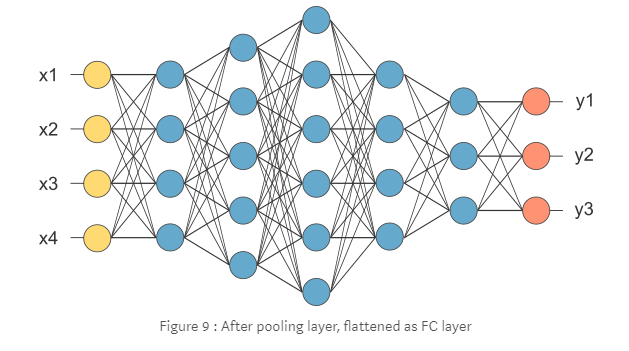 x1
y1
x2
y2
x3
y3
x4
Figure 9 : After pooling layer, flattened as FC layer